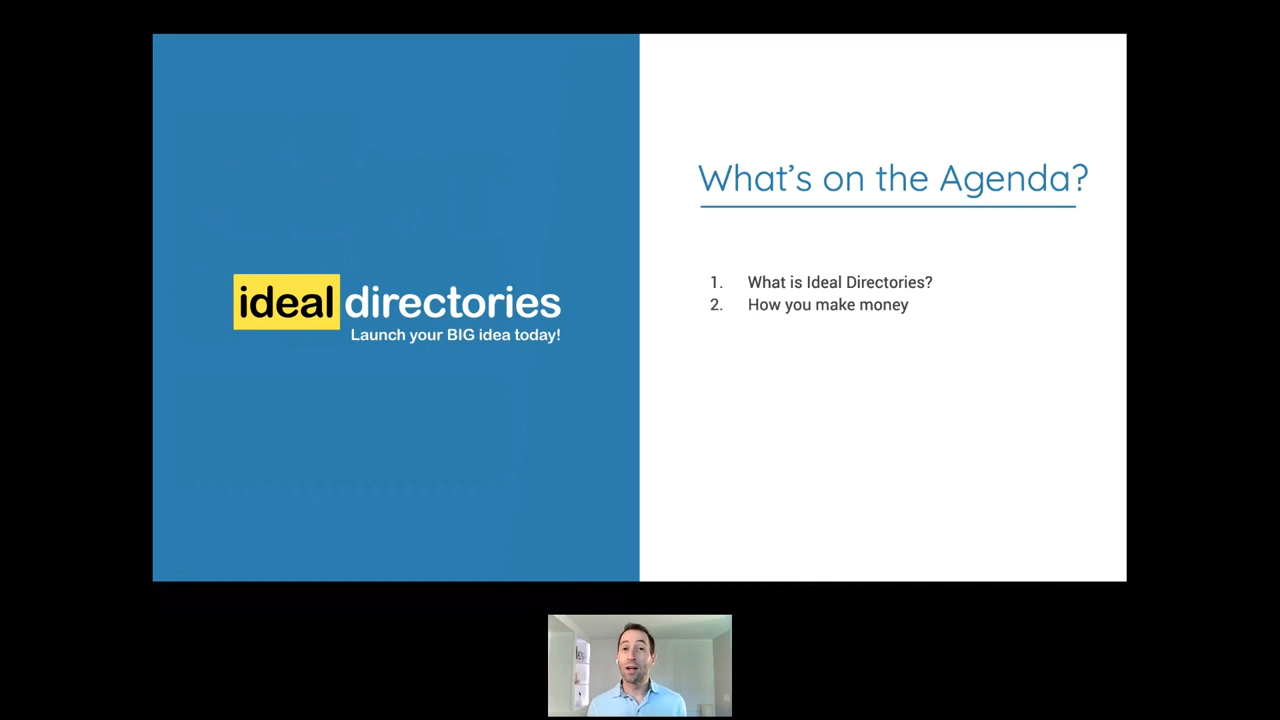 ideal directories
Launch your BIG idea today!
What's on the Agenda?
1. What is Ideal Directories?
2. How you make money